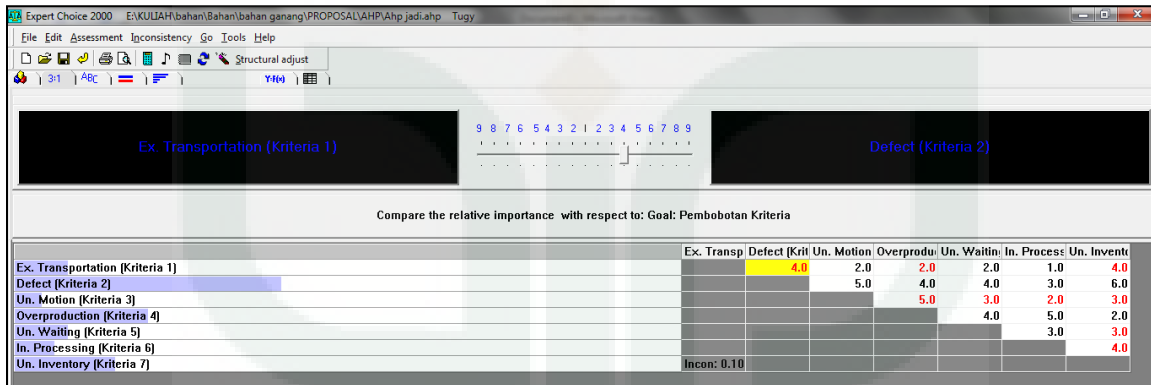 Expert Choice 2000 E:\KULIAH\bahan\Bahan\bahan ganang\PROPOSAL\AHP\Ahp jadi.ahp Tugy
File Edit Assessment Inconsistency Go Tools Help
Structural adjust
3:1 ABC Y:f(x)
9 8 7 6 5 4 3 2 1 2 3 4 5 6 7 8 9
Ex. Transportation (Kriteria 1) Defect (Kriteria 2)
Compare the relative importance with respect to: Goal: Pembobotan Kriteria
Ex. Transp Defect (Krit Un. Motion Overprodu Un. Waitin In. Process Un. Invento
Ex. Transportation (Kriteria 1) 4.0 2.0 2.0 2.0 1.0 4.0
Defect (Kriteria 2) 5.0 4.0 4.0 3.0 6.0
Un. Motion (Kriteria 3) 5.0 3.0 2.0 3.0
Overproduction (Kriteria 4) 4.0 5.0 2.0
Un. Waiting (Kriteria 5) 3.0 3.0
In. Processing (Kriteria 6) 4.0
Un. Inventory (Kriteria 7) Incon: 0.10